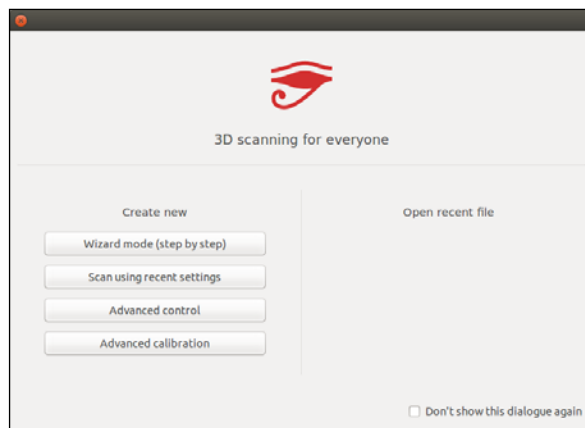 3D scanning for everyone
Create new
Wizard mode (step by step)
Scan using recent settings
Advanced control
Advanced calibration
Open recent file
Don't show this dialogue again